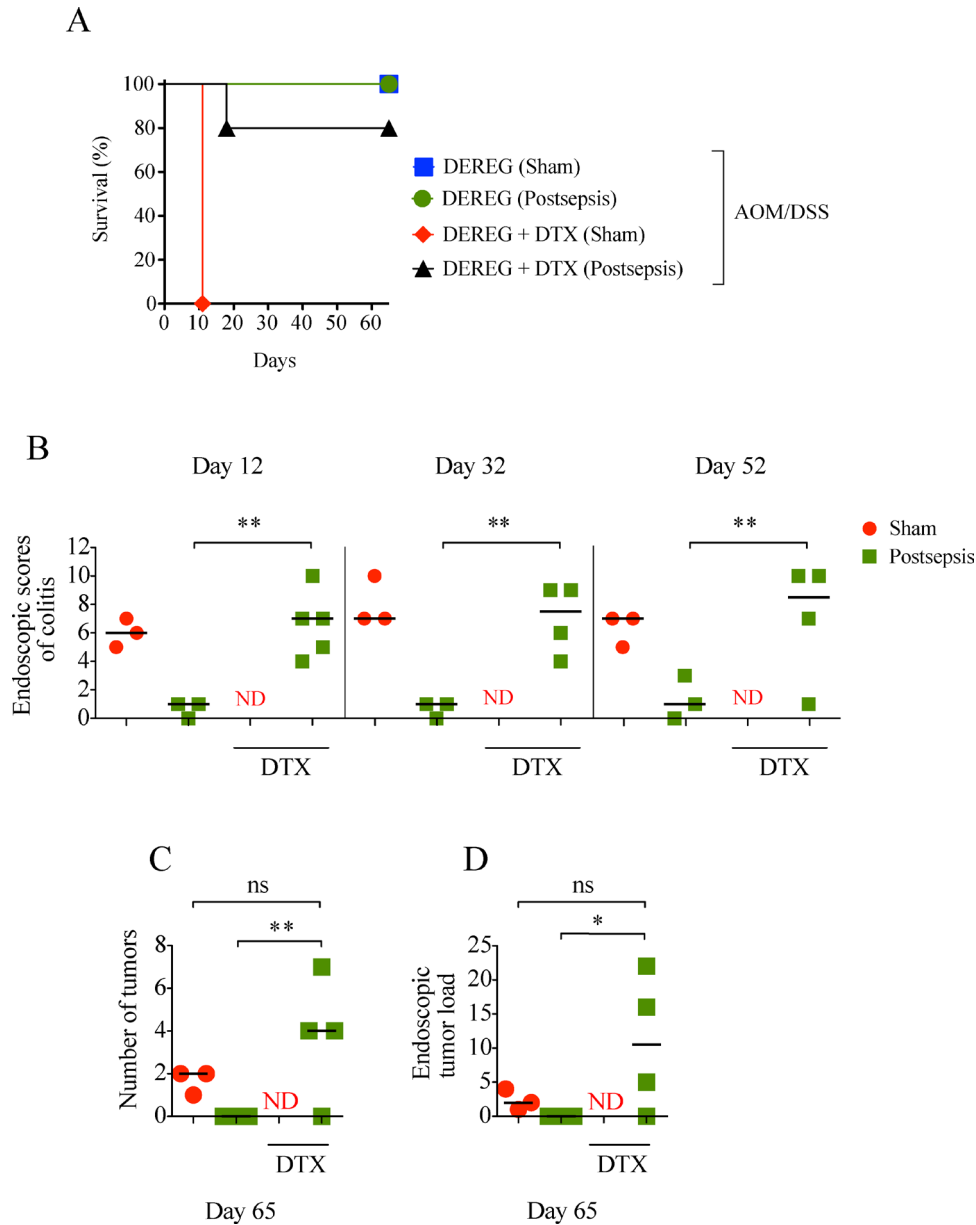 A
100
80
60
40
20
0
Survival (%)
0 10 20 30 40 50 60
Days
DEREG (Sham)
DEREG (Postsepsis)
DEREG + DTX (Sham)
DEREG + DTX (Postsepsis)
AOM/DSS
B
Day 12 Day 32 Day 52
** ** **
Sham
Postsepsis
Endoscopic scores
of colitis
12
10
8
6
4
2
0
ND ND ND
DTX DTX DTX
C
ns
**
Number of tumors
8
6
4
2
0
ND
DTX
Day 65
D
ns
*
Endoscopic
tumor load
25
20
15
10
5
0
ND
DTX
Day 65